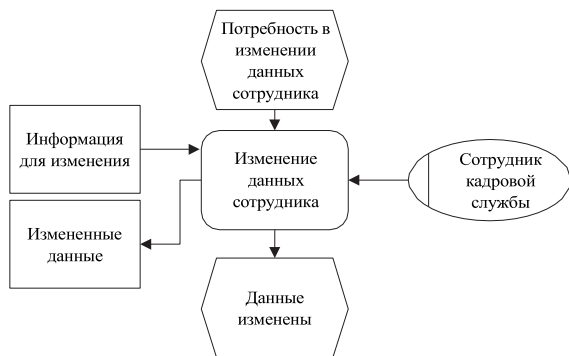 Потребность в
изменении
данных
сотрудника
Информация
для изменения
Изменение
данных
сотрудника
Сотрудник
кадровой
службы
Измененные
данные
Данные
изменены